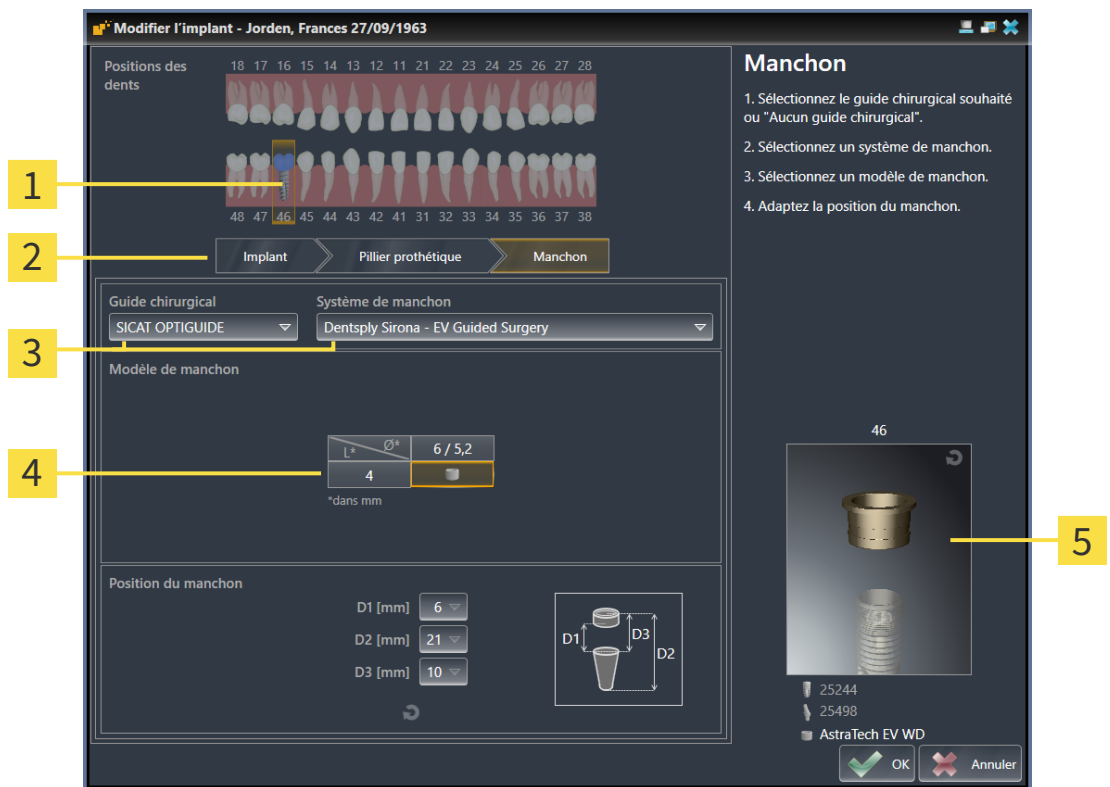 Modifier l'implant - Jorden, Frances 27/09/1963
Positions des
dents
18 17 16 15 14 13 12 11 21 22 23 24 25 26 27 28
48 47 46 45 44 43 42 41 31 32 33 34 35 36 37 38
1
2
Implant
Pillier prothétique
Manchon
Guide chirurgical
Système de manchon
SICAT OPTIGUIDE
Dentsply Sirona - EV Guided Surgery
3
Modèle de manchon
L*
Ø*
6 / 5,2
4
4
*dans mm
Position du manchon
D1 [mm] 6
D2 [mm] 21
D3 [mm] 10
D1
D3
D2
Manchon
1. Sélectionnez le guide chirurgical souhaité
ou "Aucun guide chirurgical".
2. Sélectionnez un système de manchon.
3. Sélectionnez un modèle de manchon.
4. Adaptez la position du manchon.
46
5
25244
25498
AstraTech EV WD
OK
Annuler